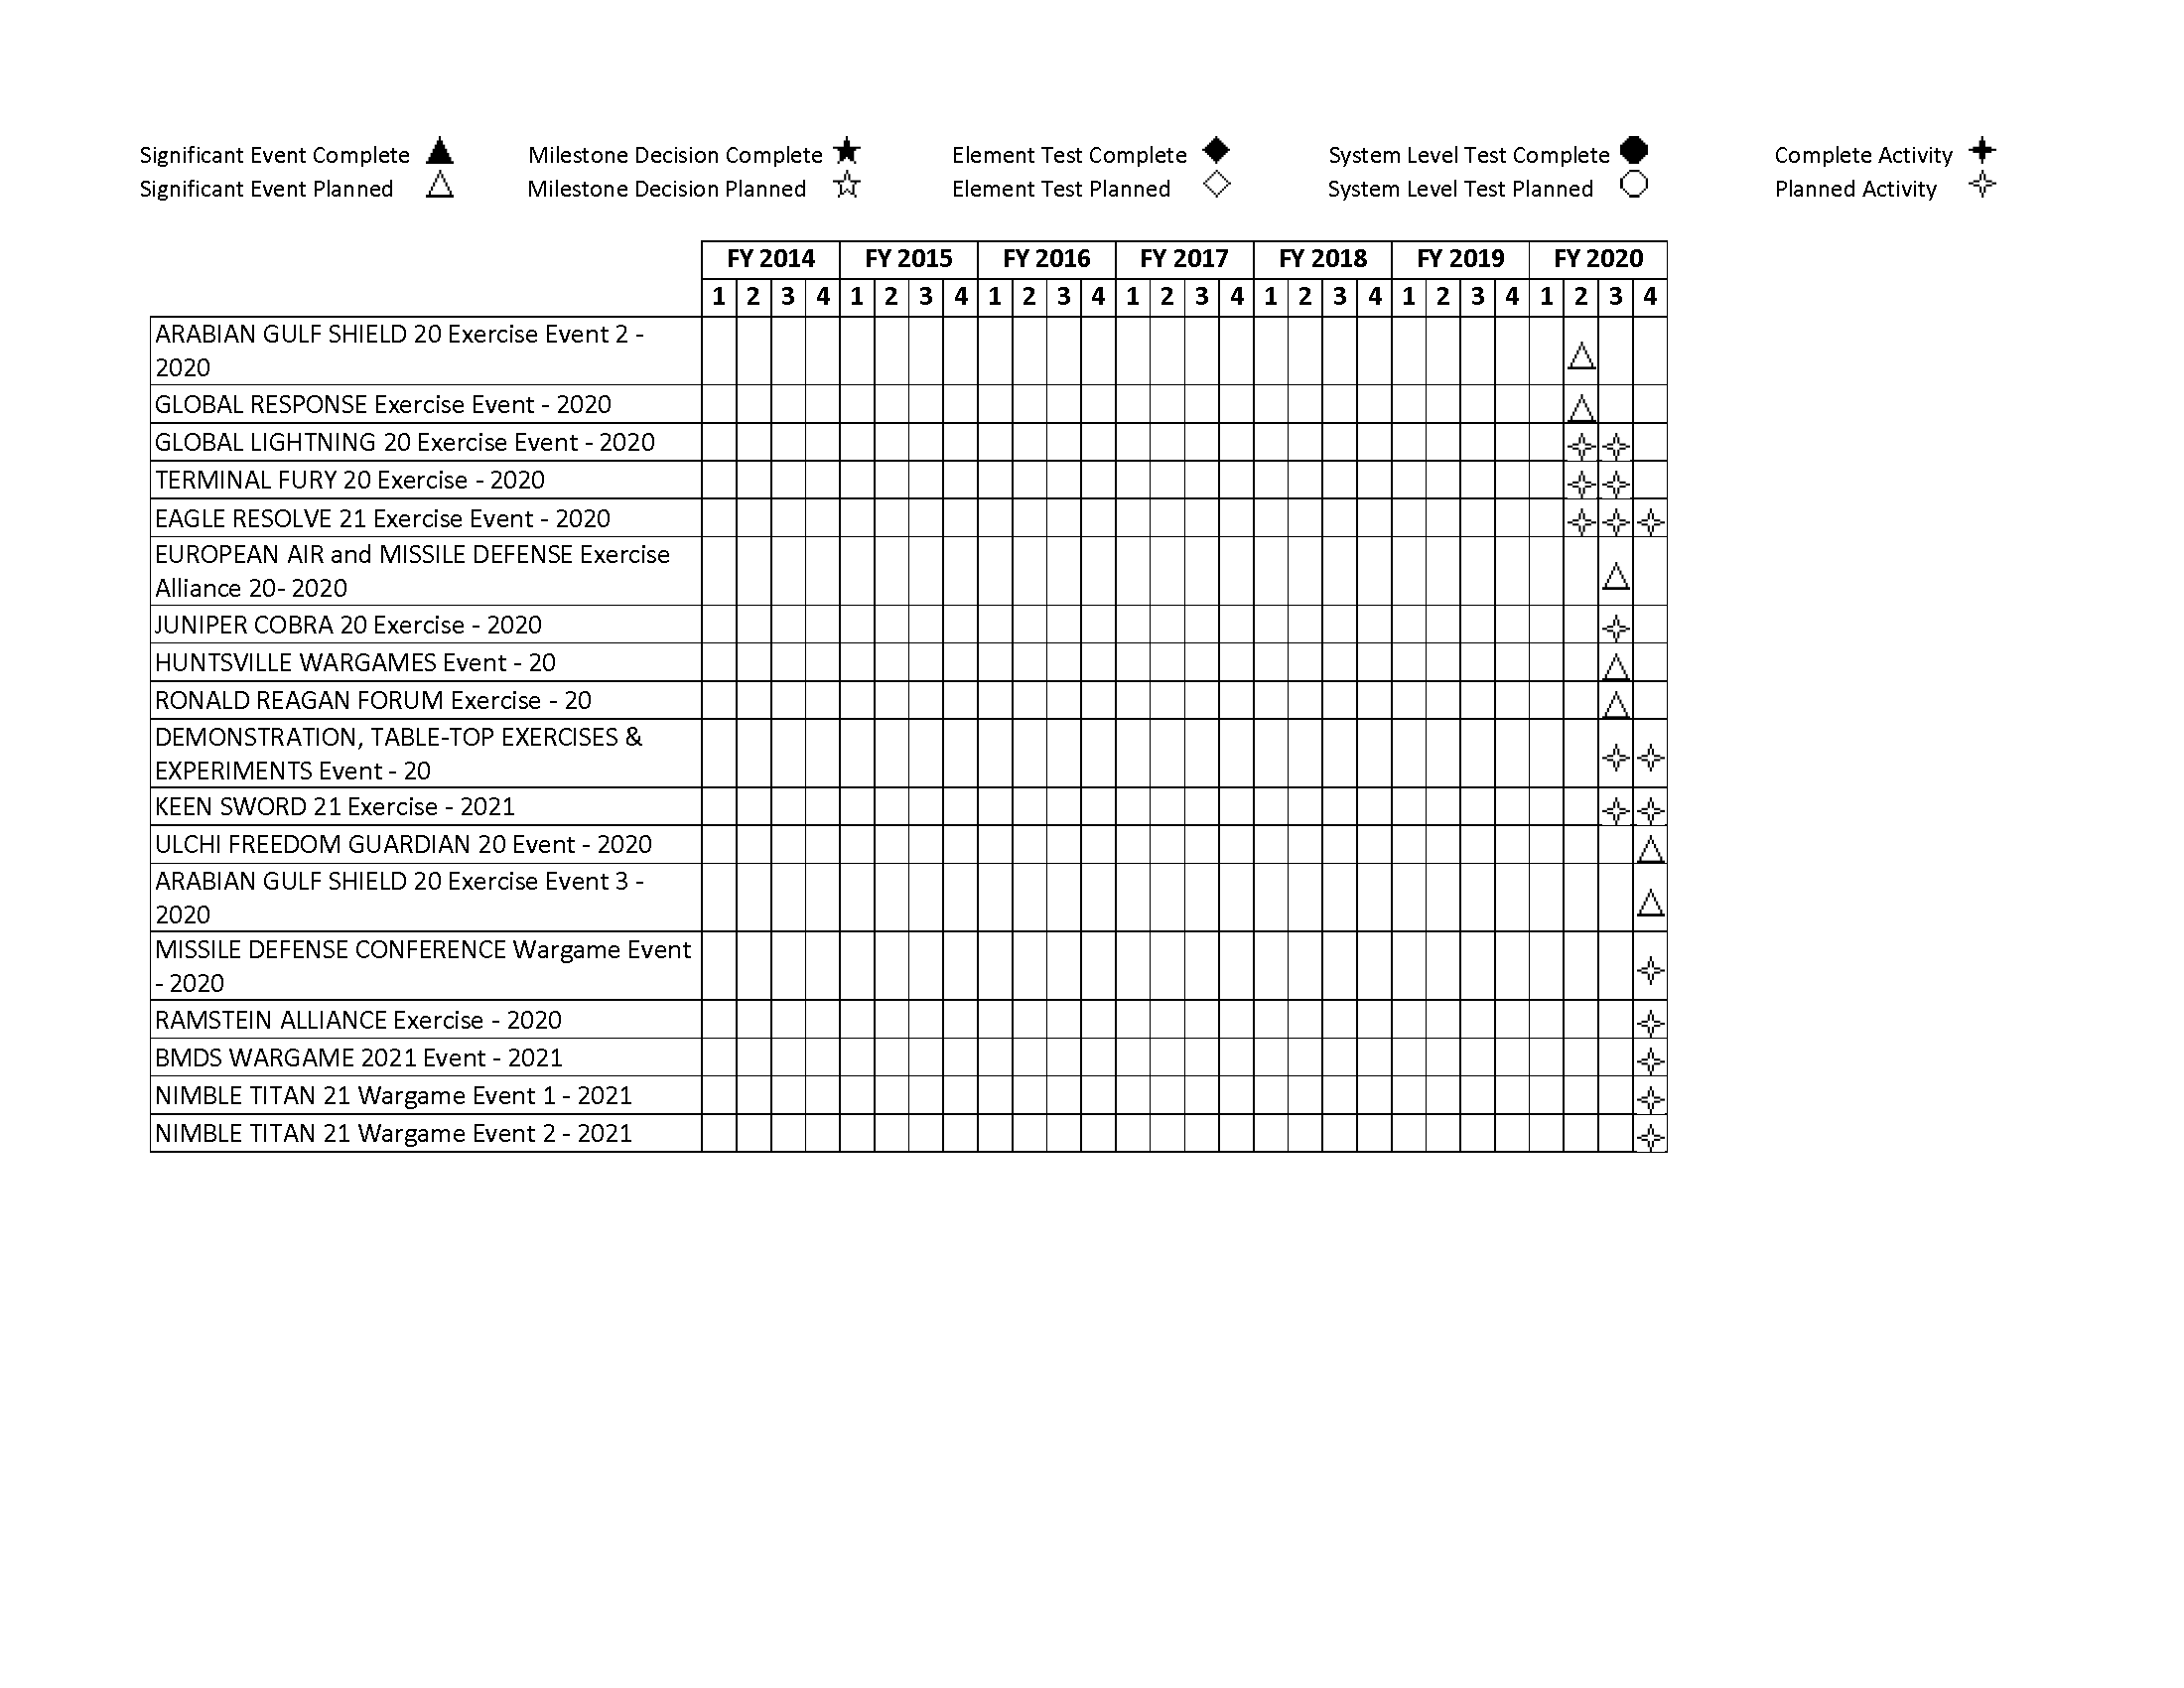 Significant Event Complete Milestone Decision Complete Element Test Complete System Level Test Complete Complete Activity
Significant Event Planned Milestone Decision Planned Element Test Planned System Level Test Planned Planned Activity
FY 2014 FY 2015 FY 2016 FY 2017 FY 2018 FY 2019 FY 2020
1 2 3 4 1 2 3 4 1 2 3 4 1 2 3 4 1 2 3 4 1 2 3 4 1 2 3 4
ARABIAN GULF SHIELD 20 Exercise Event 2 -
2020
GLOBAL RESPONSE Exercise Event - 2020
GLOBAL LIGHTNING 20 Exercise Event - 2020
TERMINAL FURY 20 Exercise - 2020
EAGLE RESOLVE 21 Exercise Event - 2020
EUROPEAN AIR and MISSILE DEFENSE Exercise
Alliance 20- 2020
JUNIPER COBRA 20 Exercise - 2020
HUNTSVILLE WARGAMES Event - 20
RONALD REAGAN FORUM Exercise - 20
DEMONSTRATION, TABLE-TOP EXERCISES &
EXPERIMENTS Event - 20
KEEN SWORD 21 Exercise - 2021
ULCHI FREEDOM GUARDIAN 20 Event - 2020
ARABIAN GULF SHIELD 20 Exercise Event 3 -
2020
MISSILE DEFENSE CONFERENCE Wargame Event
- 2020
RAMSTEIN ALLIANCE Exercise - 2020
BMDS WARGAME 2021 Event - 2021
NIMBLE TITAN 21 Wargame Event 1 - 2021
NIMBLE TITAN 21 Wargame Event 2 - 2021